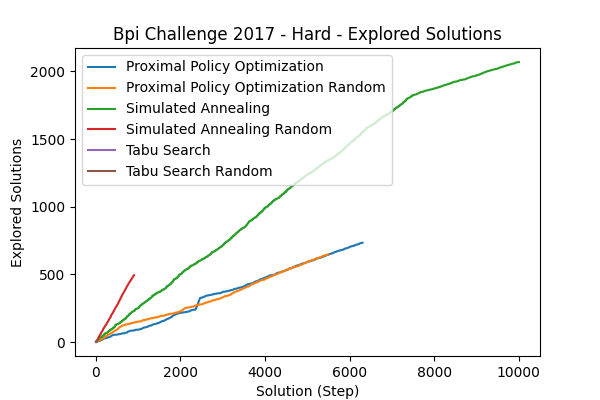 Bpi Challenge 2017 - Hard - Explored Solutions
Proximal Policy Optimization
Proximal Policy Optimization Random
Simulated Annealing
Simulated Annealing Random
Tabu Search
Tabu Search Random
Explored Solutions
2000
1500
1000
500
0
0 2000 4000 6000 8000 10000
Solution (Step)